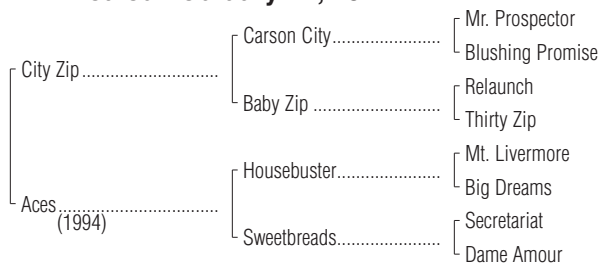 Mr. Prospector
Carson City
Blushing Promise
City Zip
Relaunch
Baby Zip
Thirty Zip
Mt. Livermore
Housebuster
Big Dreams
Aces
(1994)
Secretariat
Sweetbreads
Dame Amour